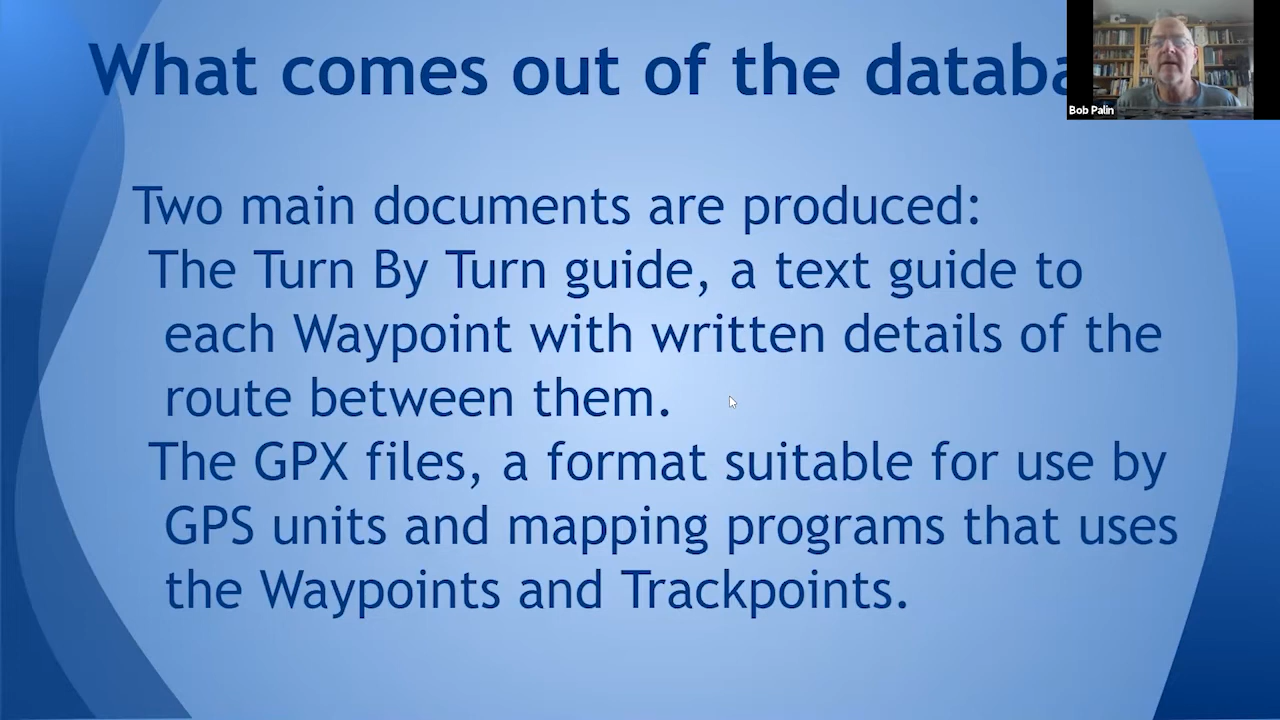 What comes out of the databa
Bob Palin
Two main documents are produced:
The Turn By Turn guide, a text guide to
each Waypoint with written details of the
route between them.
The GPX files, a format suitable for use by
GPS units and mapping programs that uses
the Waypoints and Trackpoints.